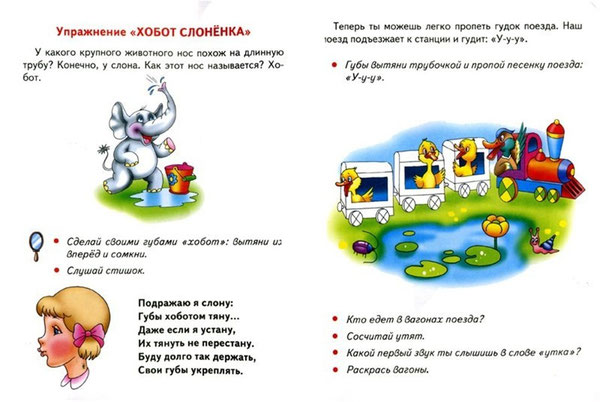 Упражнение «ХОБОТ СЛОНЁНКА»
У какого крупного животного нос похож на длинную
трубу? Конечно, у слона. Как этот нос называется? Хо-
бот.
Сделай своими губами «хобот»: вытяни их
вперёд и сомкни.
Слушай стишок.
Подражаю я слону:
Губы хоботом тяну...
Даже если я устану,
Их тянуть не перестану.
Буду долго так держать,
Свои губы укреплять.
Теперь ты можешь легко пропеть гудок поезда. Наш
поезд подъезжает к станции и гудит: «У-у-у».
Губы вытяни трубочкой и пропой песенку поезда:
«У-у-у».
Кто едет в вагонах поезда?
Сосчитай утят.
Какой первый звук ты слышишь в слове «утка»?
Раскрась вагоны.